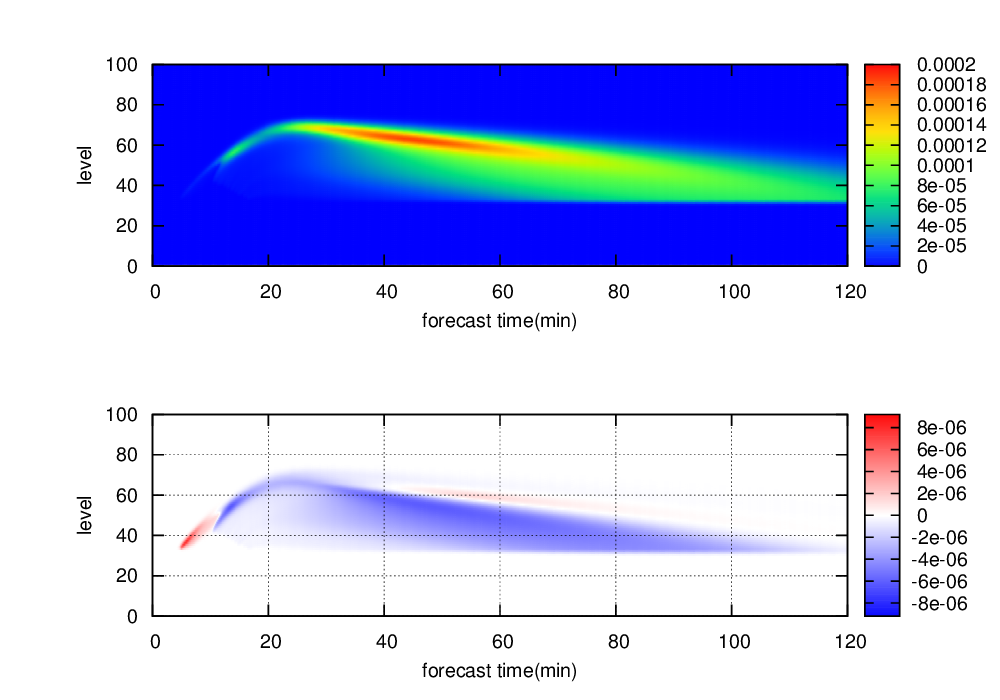 100
80
60
40
20
0
level
0 20 40 60 80 100 120
forecast time(min)
0.0002
0.00018
0.00016
0.00014
0.00012
0.0001
8e-05
6e-05
4e-05
2e-05
0
100
80
60
40
20
0
level
0 20 40 60 80 100 120
forecast time(min)
8e-06
6e-06
4e-06
2e-06
0
-2e-06
-4e-06
-6e-06
-8e-06